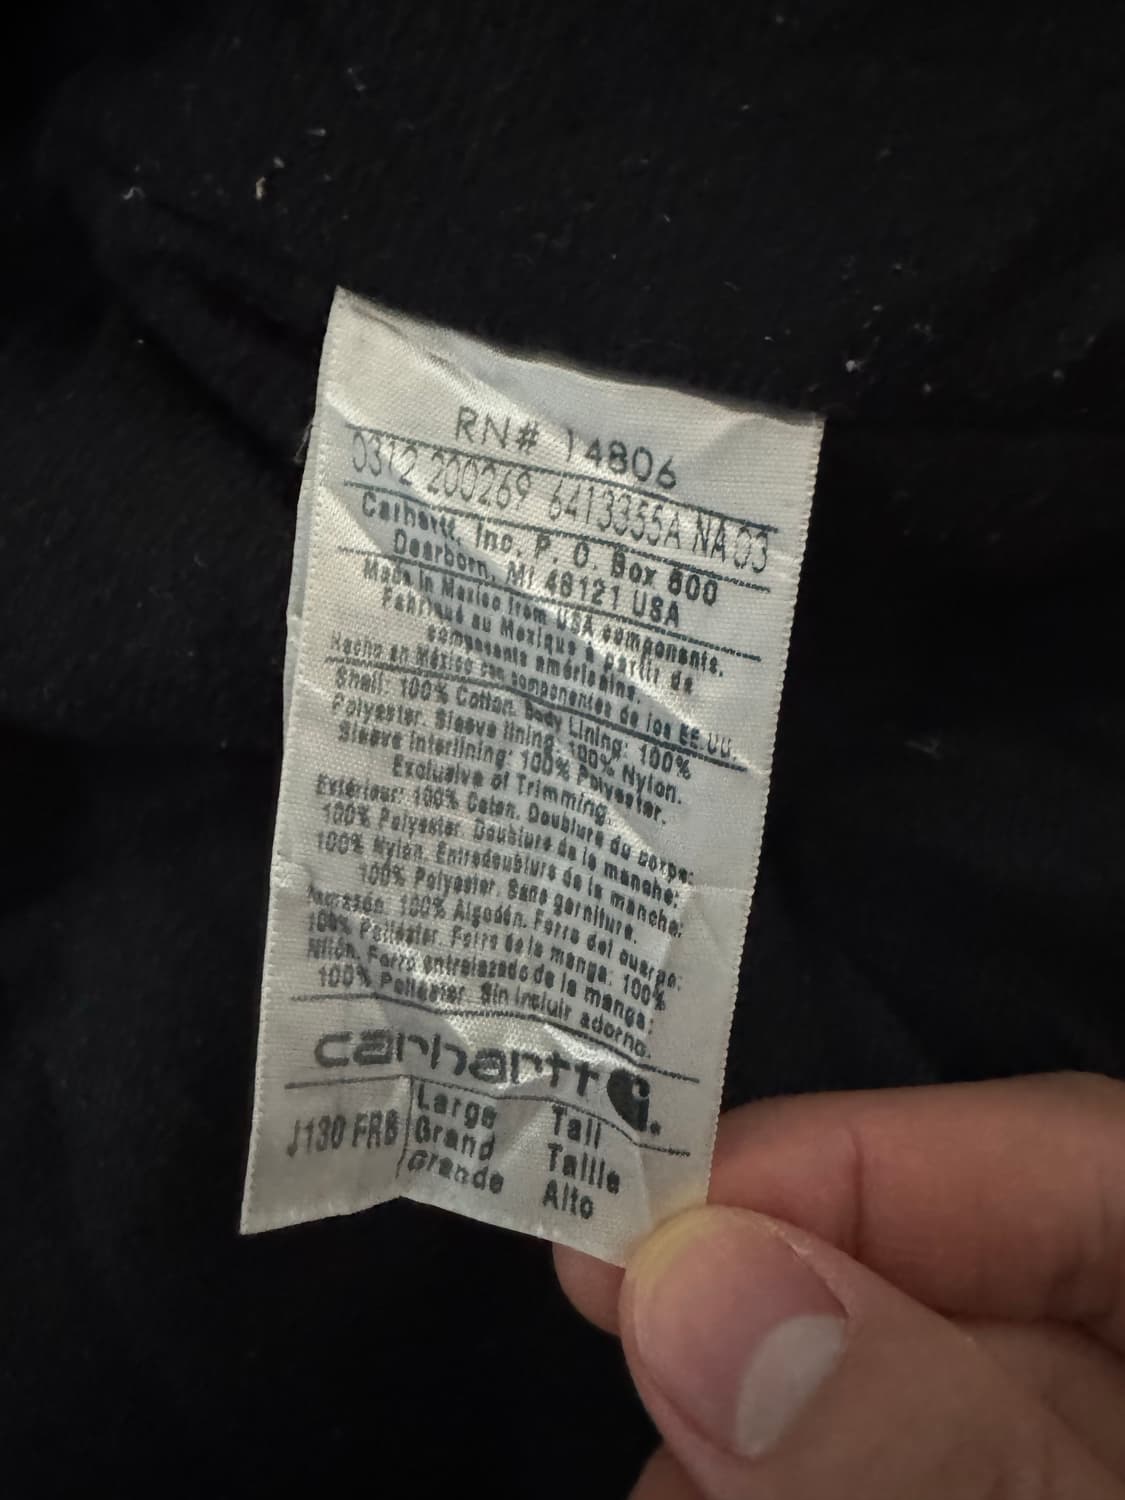 RN# 14806
0312 200269 6413355A NA 03
Carhartt, Inc. P. O. Box 600
Dearborn, MI 48121 USA
Made in Mexico from USA components.
Fabriqué au Mexique à partir de
composants américains.
Hecho en México con componentes de los EE.UU.
Shell: 100% Cotton. Body Lining: 100%
Polyester. Sleeve lining: 100% Nylon.
Sleeve interlining: 100% Polyester.
Exclusive of Trimming.
Extérieur: 100% Coton. Doublure du corps:
100% Polyester. Doublure de la manche:
100% Nylon. Entredoublure de la manche:
100% Polyester. Sans garniture.
Armazón: 100% Algodón. Forro del cuerpo:
100% Poliéster. Forro de la manga: 100%
Nilón. Forro entrelazado de la manga:
100% Poliéster. Sin incluir adorno.
carhartt
J130 FRB
Large Tall
Grand Taille
Grande Alto